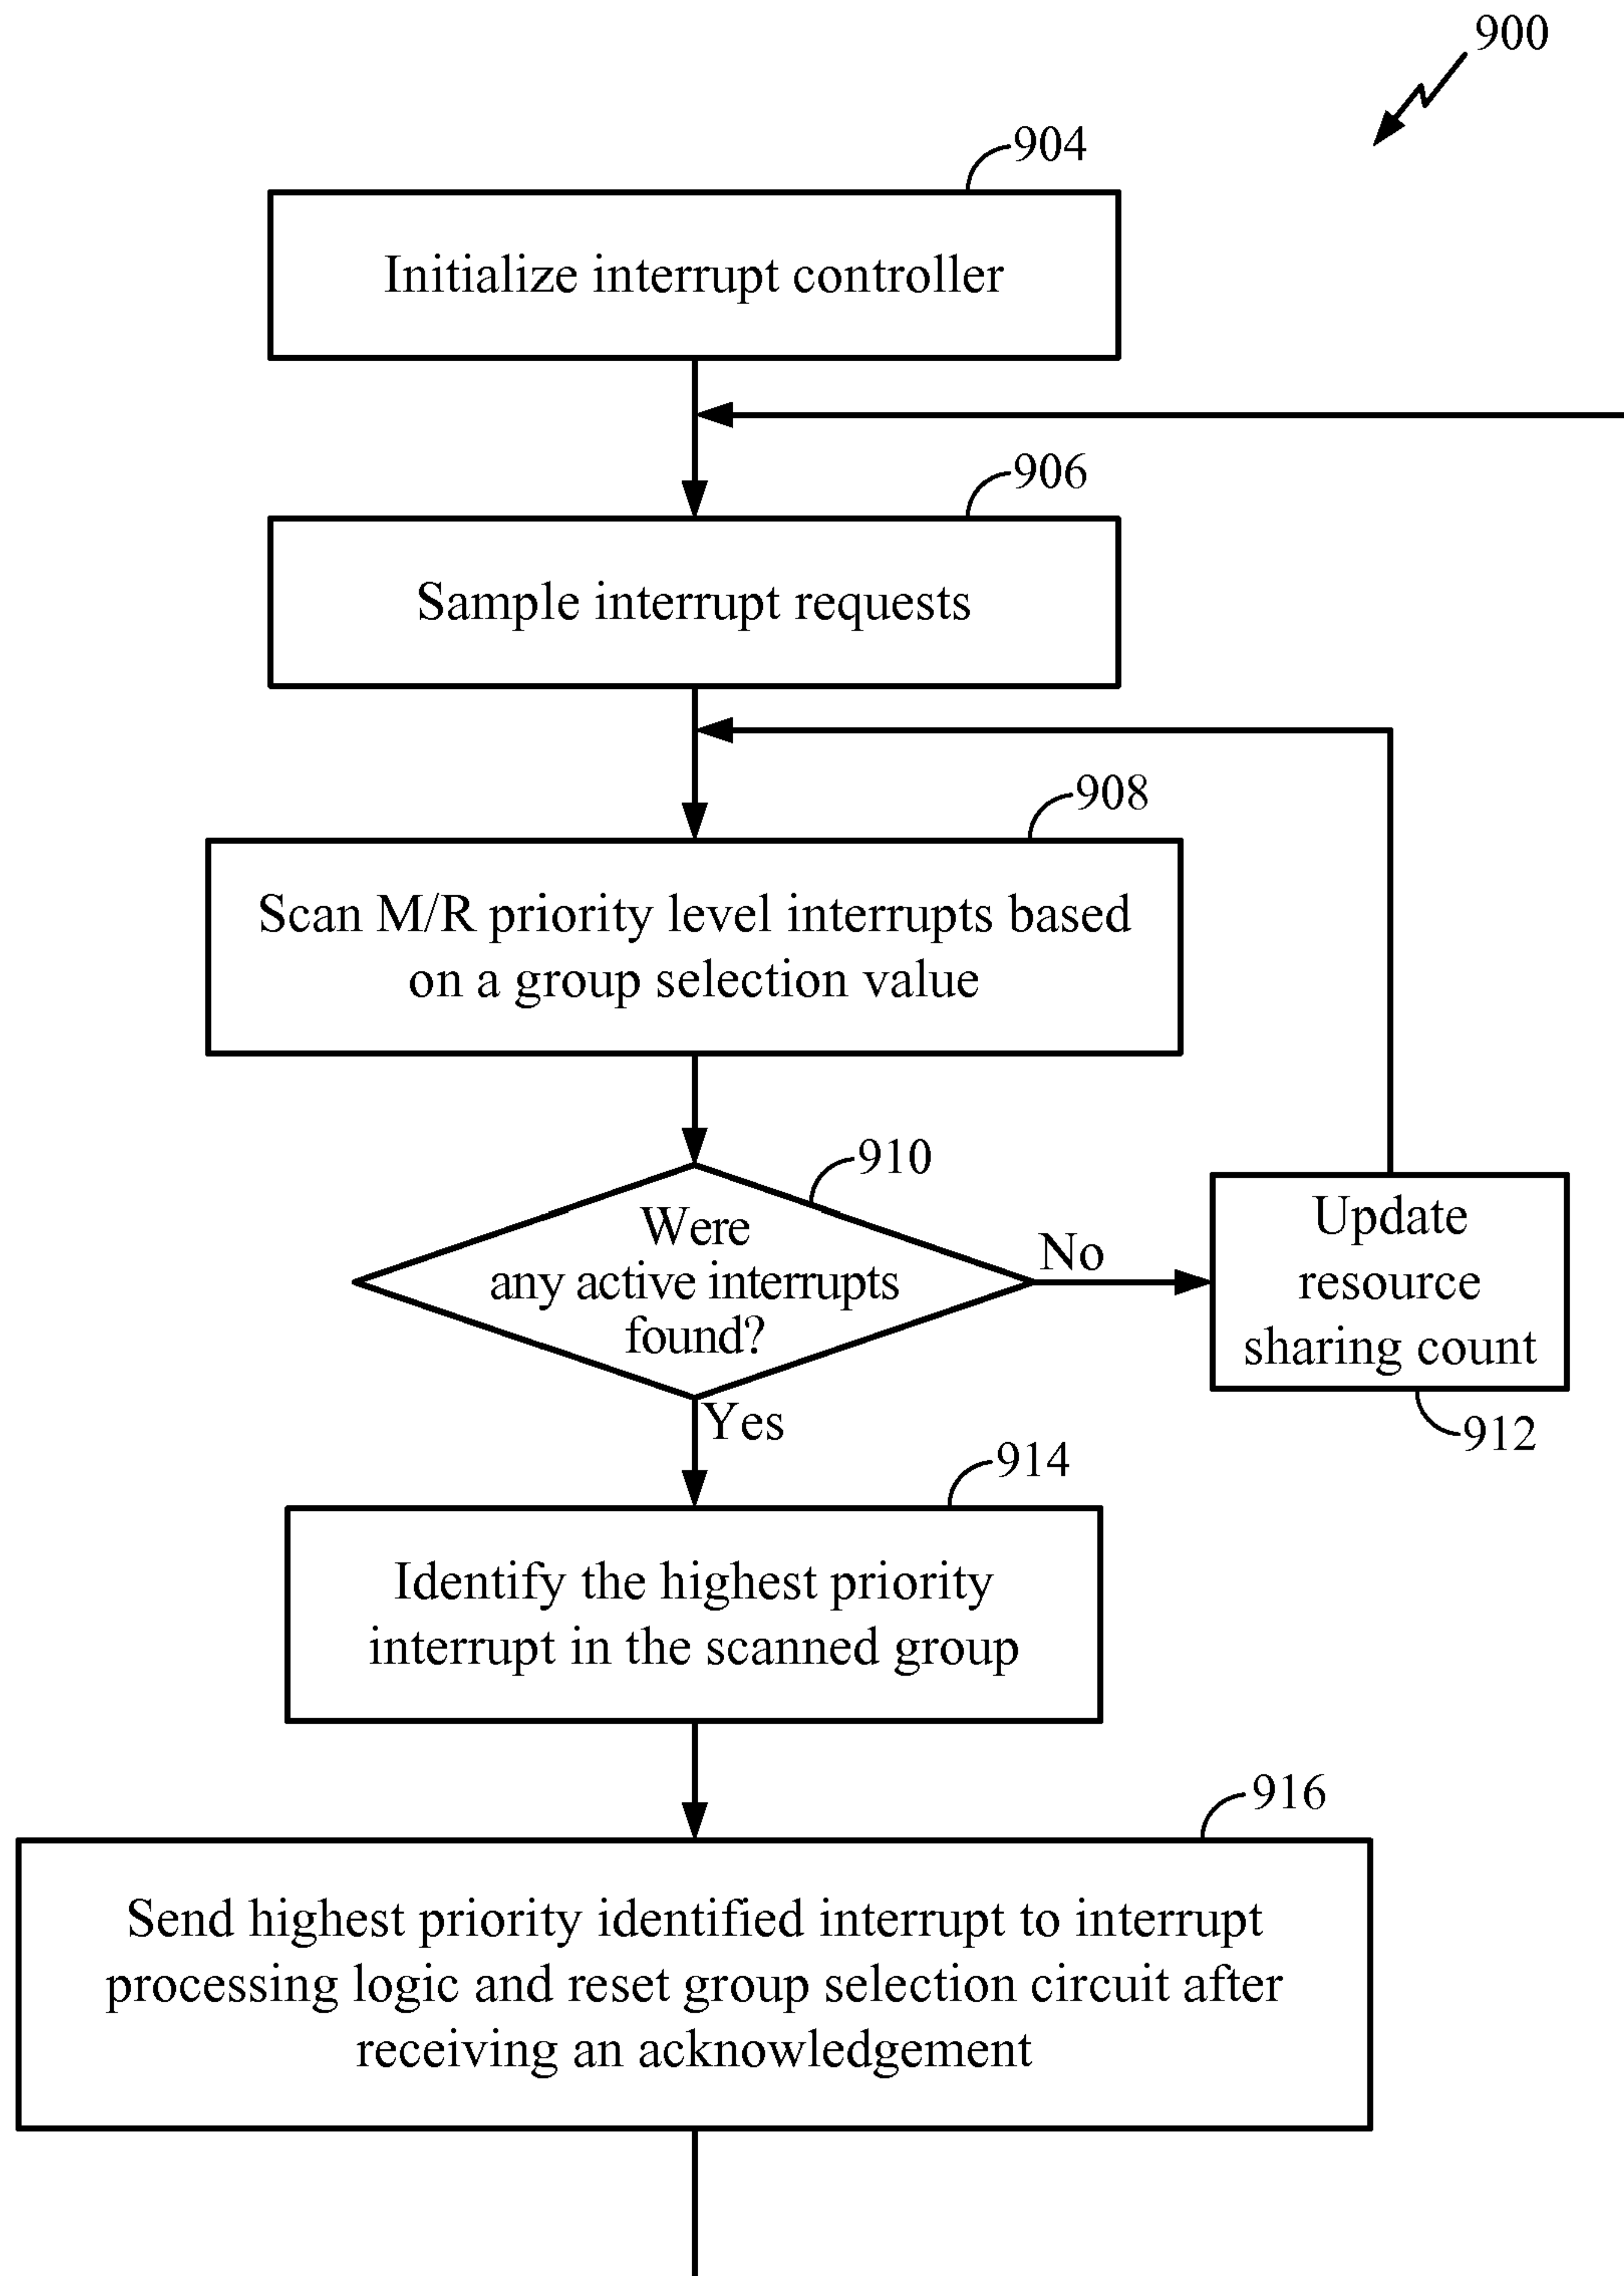 900
904
Initialize interrupt controller
906
Sample interrupt requests
908
Scan M/R priority level interrupts based
on a group selection value
910
Were
any active interrupts
found?
No
Update
resource
sharing count
912
Yes
914
Identify the highest priority
interrupt in the scanned group
916
Send highest priority identified interrupt to interrupt
processing logic and reset group selection circuit after
receiving an acknowledgement